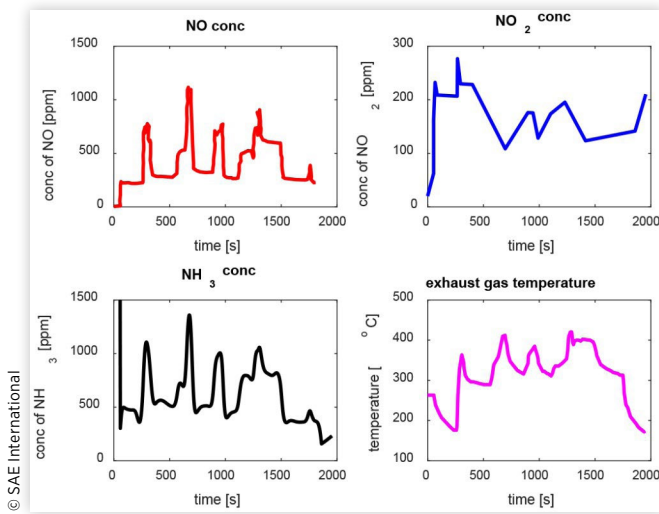 NO conc
1500
1000
500
0
0 500 1000 1500 2000
conc of NO [ppm]
time [s]
NO 2 conc
300
200
100
0
0 500 1000 1500 2000
conc of NO 2 [ppm]
time [s]
NH 3 conc
1500
1000
500
0
0 500 1000 1500 2000
conc of NH 3 [ppm]
time [s]
exhaust gas temperature
500
400
300
200
100
0 500 1000 1500 2000
temperature [ o C]
time [s]
© SAE International